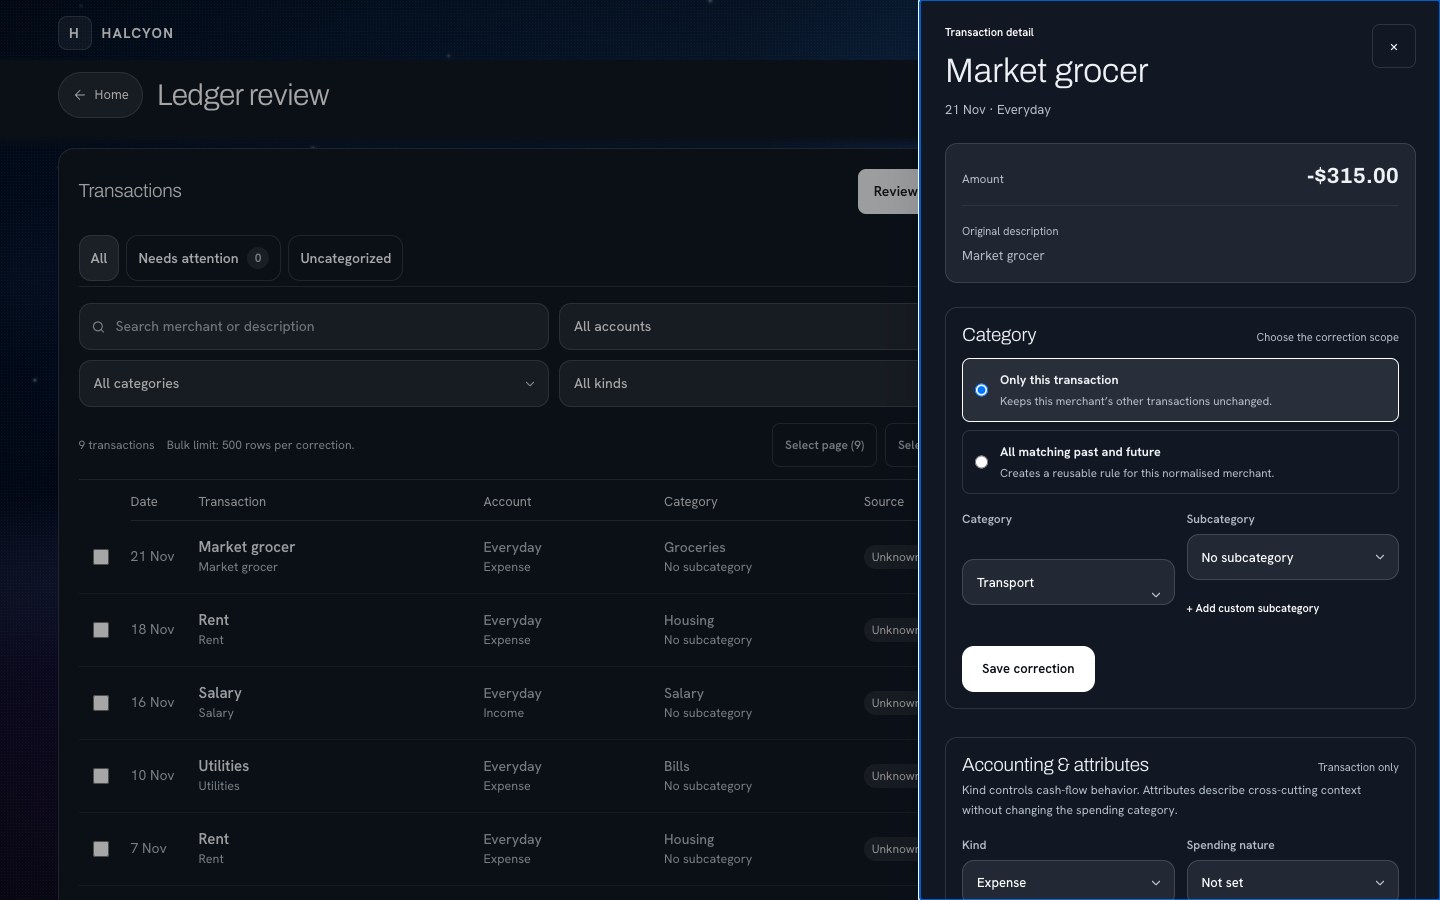 H HALCYON
Home
Ledger review
Transactions
Review
All
Needs attention 0
Uncategorized
Search merchant or description
All accounts
All categories
All kinds
9 transactions Bulk limit: 500 rows per correction.
Select page (9)
Date Transaction Account Category Source
21 Nov Market grocer Everyday Groceries
Market grocer Expense No subcategory
18 Nov Rent Everyday Housing
Rent Expense No subcategory
16 Nov Salary Everyday Salary
Salary Income No subcategory
10 Nov Utilities Everyday Bills
Utilities Expense No subcategory
7 Nov Rent Everyday Housing
Rent Expense No subcategory
Transaction detail
Market grocer
21 Nov · Everyday
×
Amount -$315.00
Original description
Market grocer
Category Choose the correction scope
Only this transaction
Keeps this merchant’s other transactions unchanged.
All matching past and future
Creates a reusable rule for this normalised merchant.
Category Subcategory
Transport No subcategory
+ Add custom subcategory
Save correction
Accounting & attributes Transaction only
Kind controls cash-flow behavior. Attributes describe cross-cutting context
without changing the spending category.
Kind Spending nature
Expense Not set